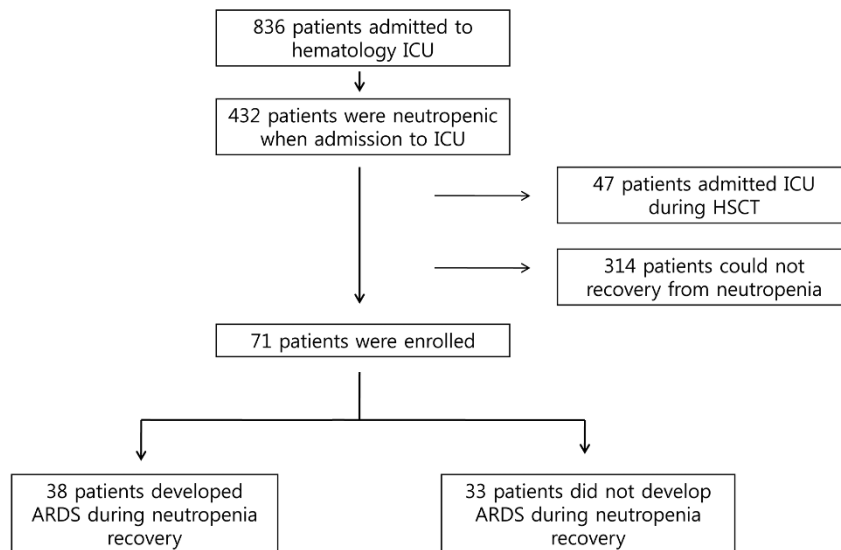 836 patients admitted to
hematology ICU
432 patients were neutropenic
when admission to ICU
47 patients admitted ICU
during HSCT
314 patients could not
recovery from neutropenia
71 patients were enrolled
38 patients developed
ARDS during neutropenia
recovery
33 patients did not develop
ARDS during neutropenia
recovery